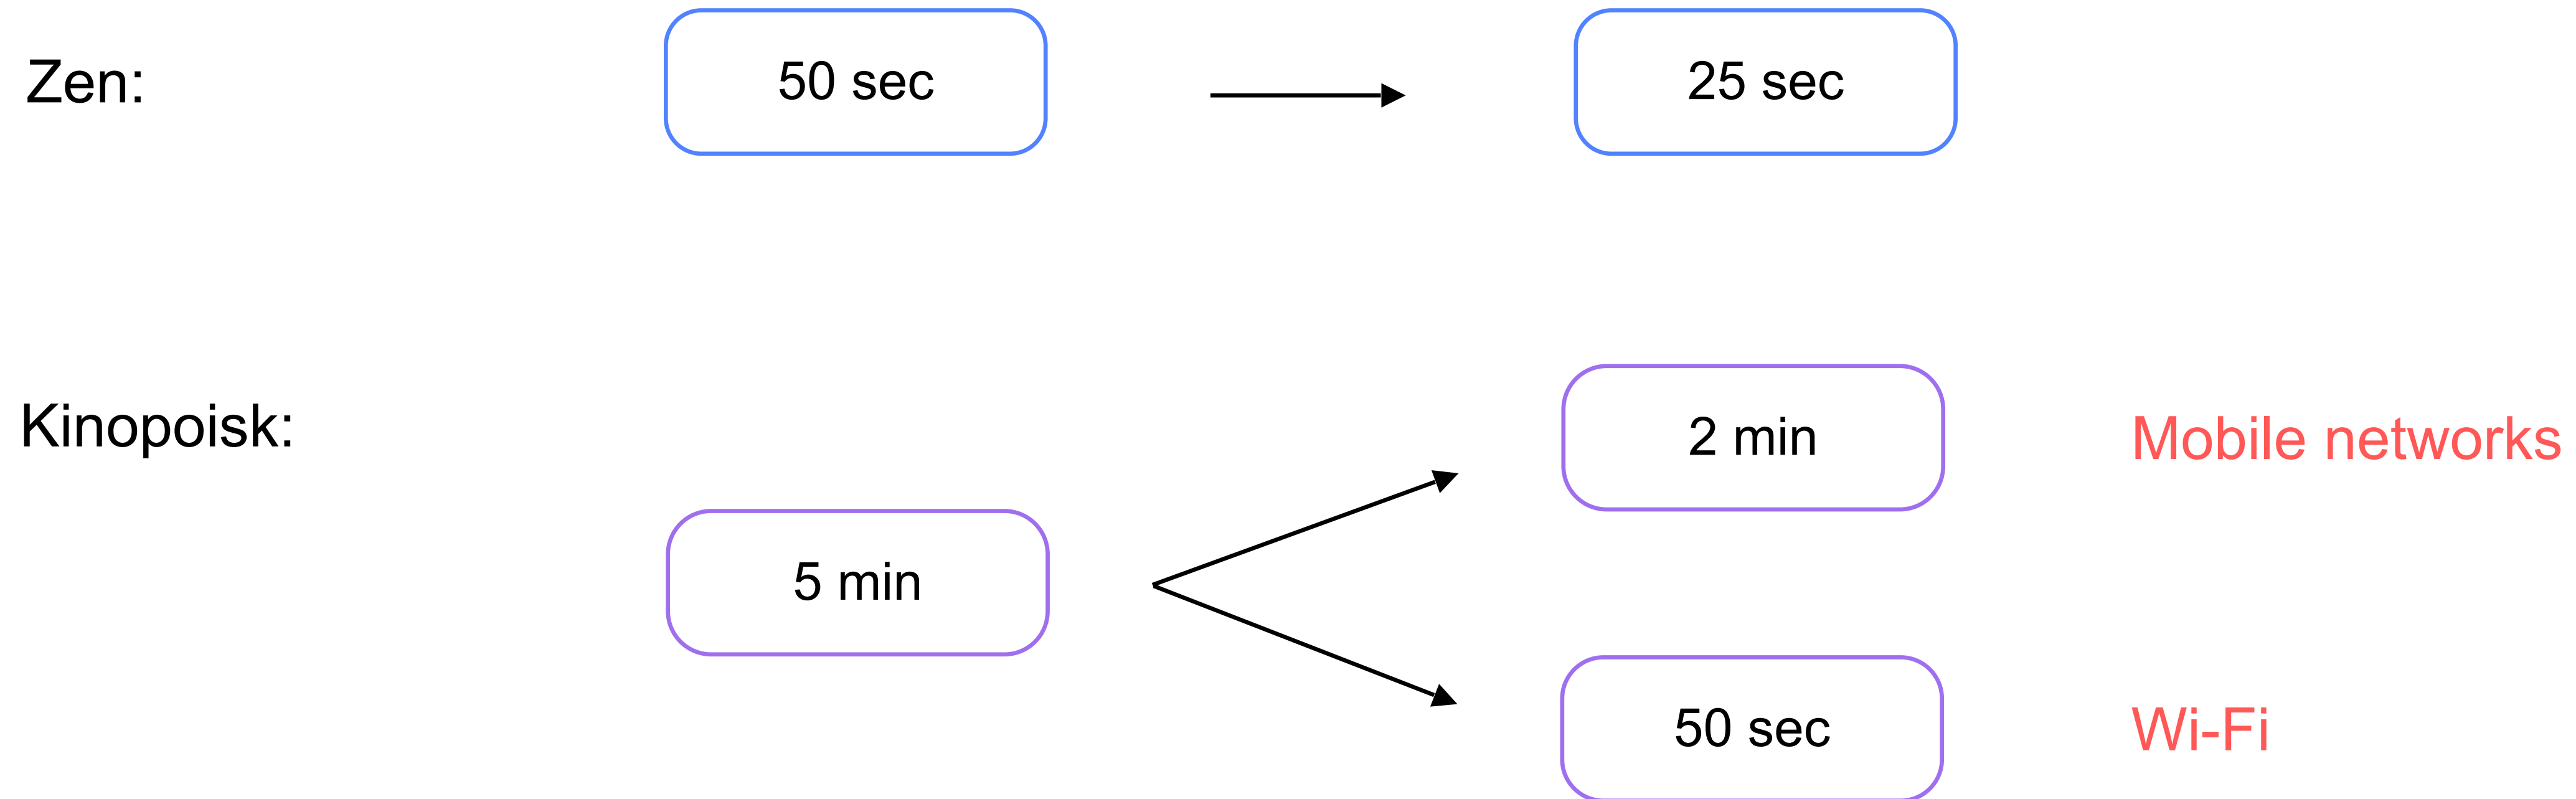 Zen:
50 sec
25 sec
Kinopoisk:
5 min
2 min
Mobile networks
50 sec
Wi-Fi